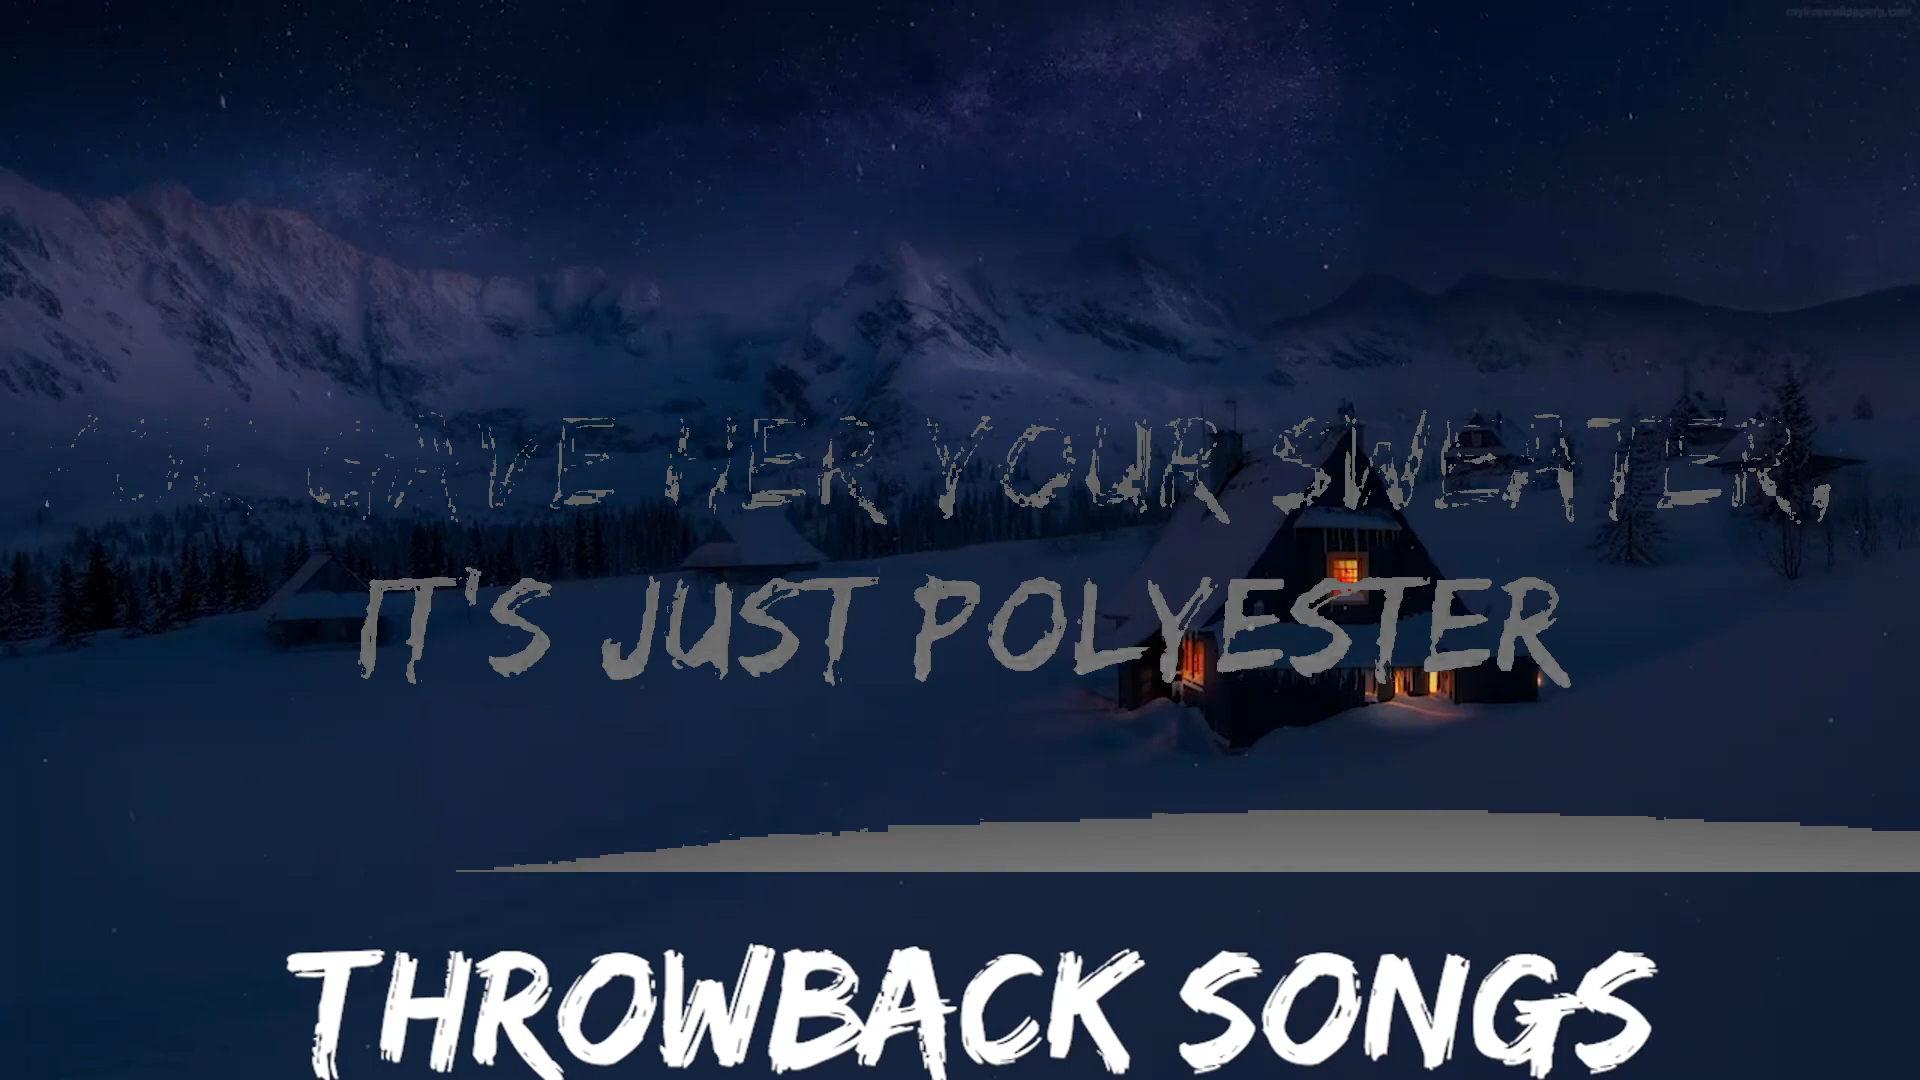 GAVE HER YOUR SWEATER,
IT'S JUST POLYESTER
THROWBACK SONGS